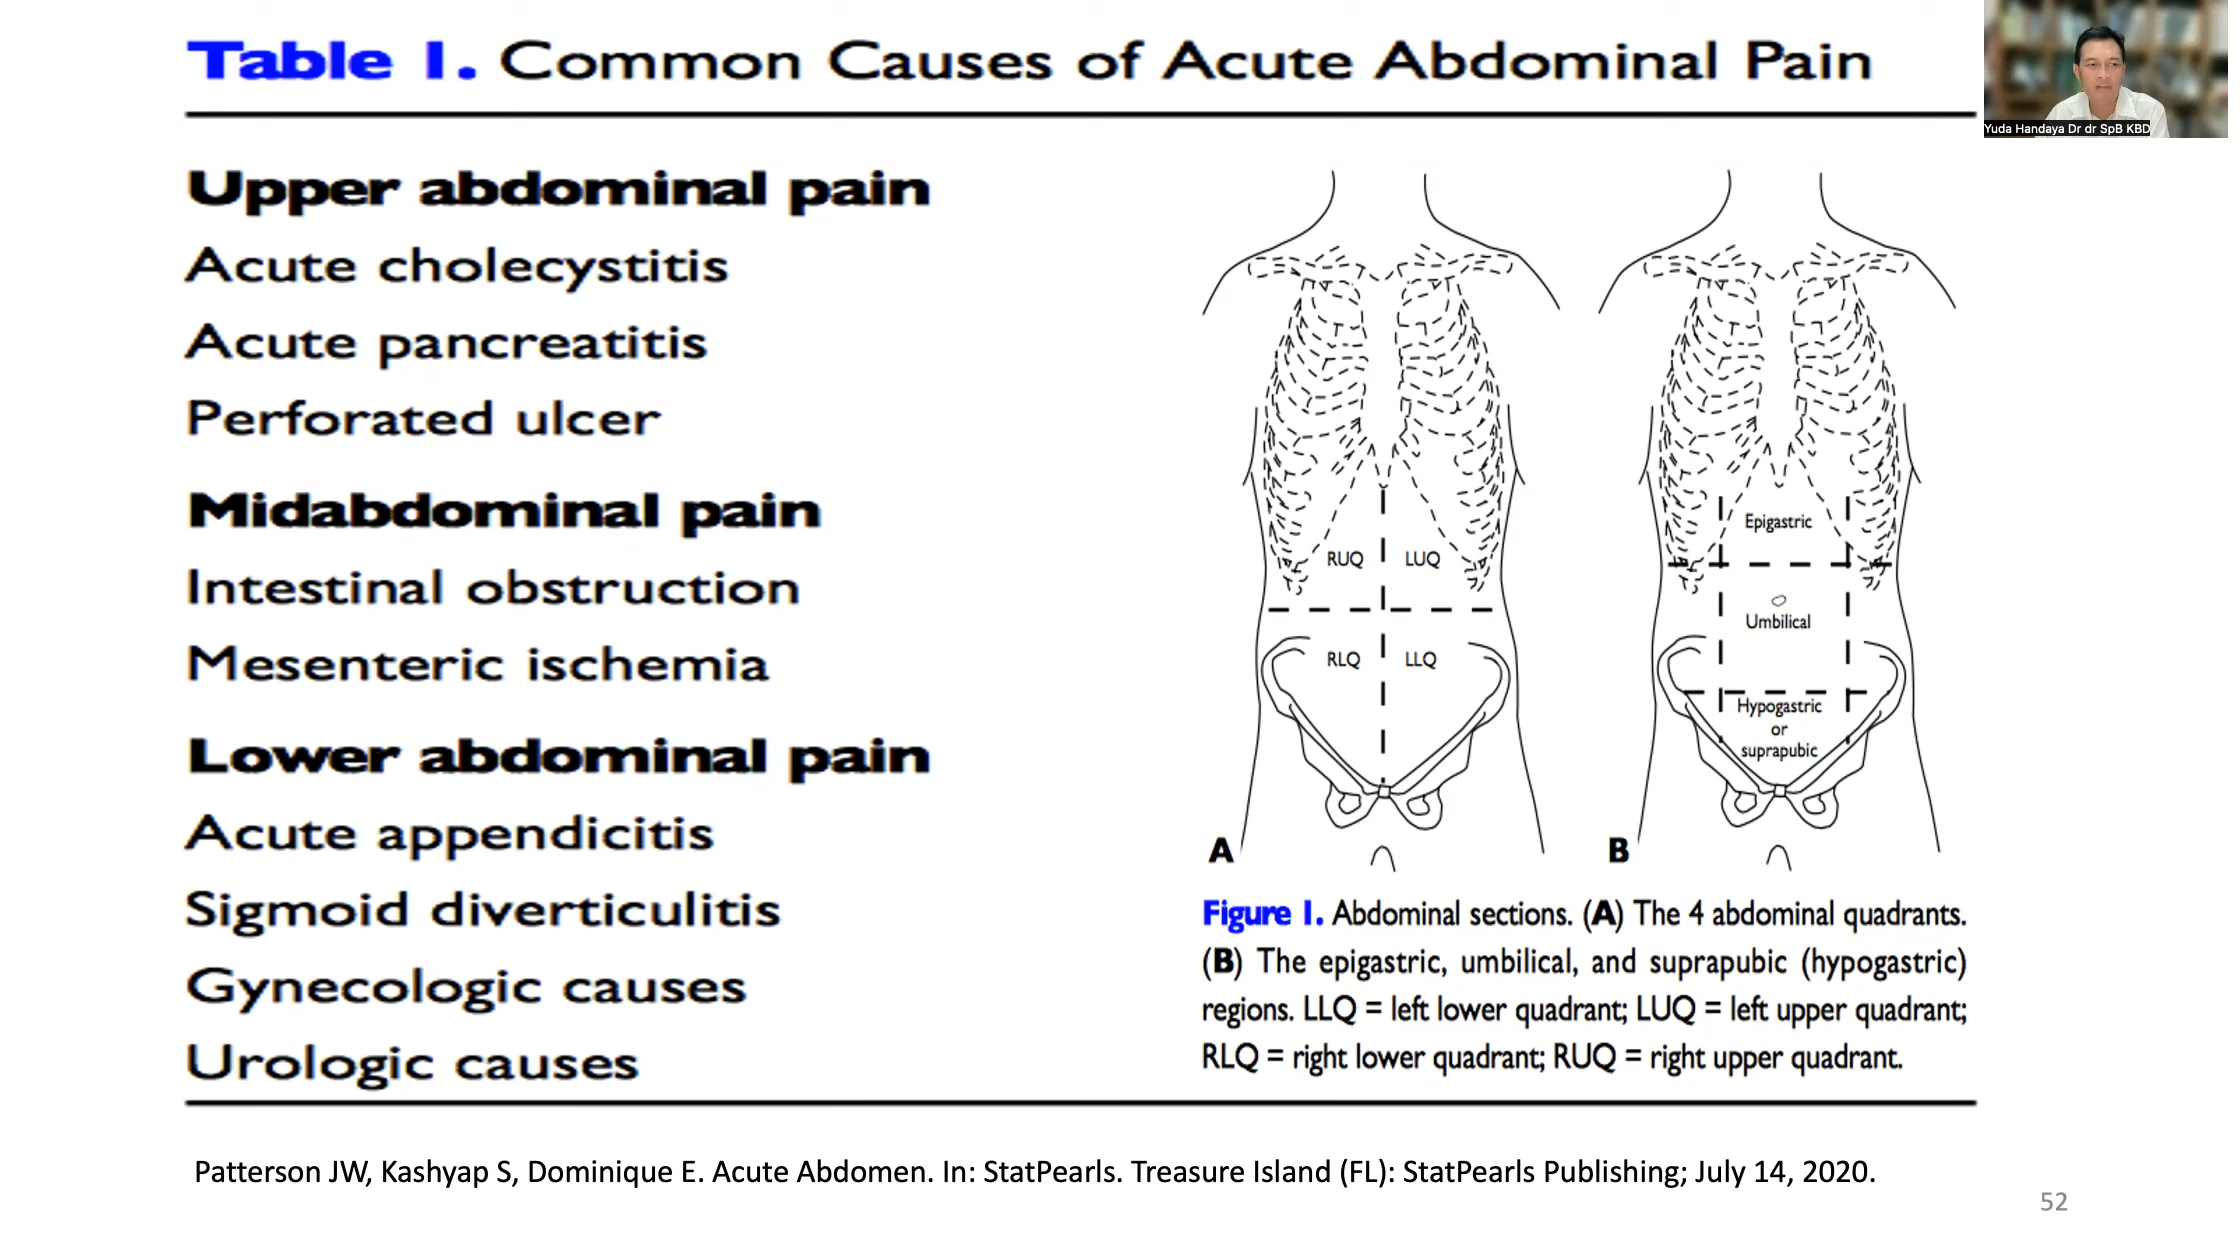 Table 1. Common Causes of Acute Abdominal Pain
Yuda Handaya Dr dr SpB KBD
Upper abdominal pain
Acute cholecystitis
Acute pancreatitis
Perforated ulcer
Midabdominal pain
Intestinal obstruction
Mesenteric ischemia
Lower abdominal pain
Acute appendicitis
Sigmoid diverticulitis
Gynecologic causes
Urologic causes
RUQ LUQ
RLQ LLQ
A
Epigastric
Umbilical
Hypogastric
or
suprapubic
B
Figure 1. Abdominal sections. (A) The 4 abdominal quadrants.
(B) The epigastric, umbilical, and suprapubic (hypogastric)
regions. LLQ = left lower quadrant; LUQ = left upper quadrant;
RLQ = right lower quadrant; RUQ = right upper quadrant.
Patterson JW, Kashyap S, Dominique E. Acute Abdomen. In: StatPearls. Treasure Island (FL): StatPearls Publishing; July 14, 2020.
52